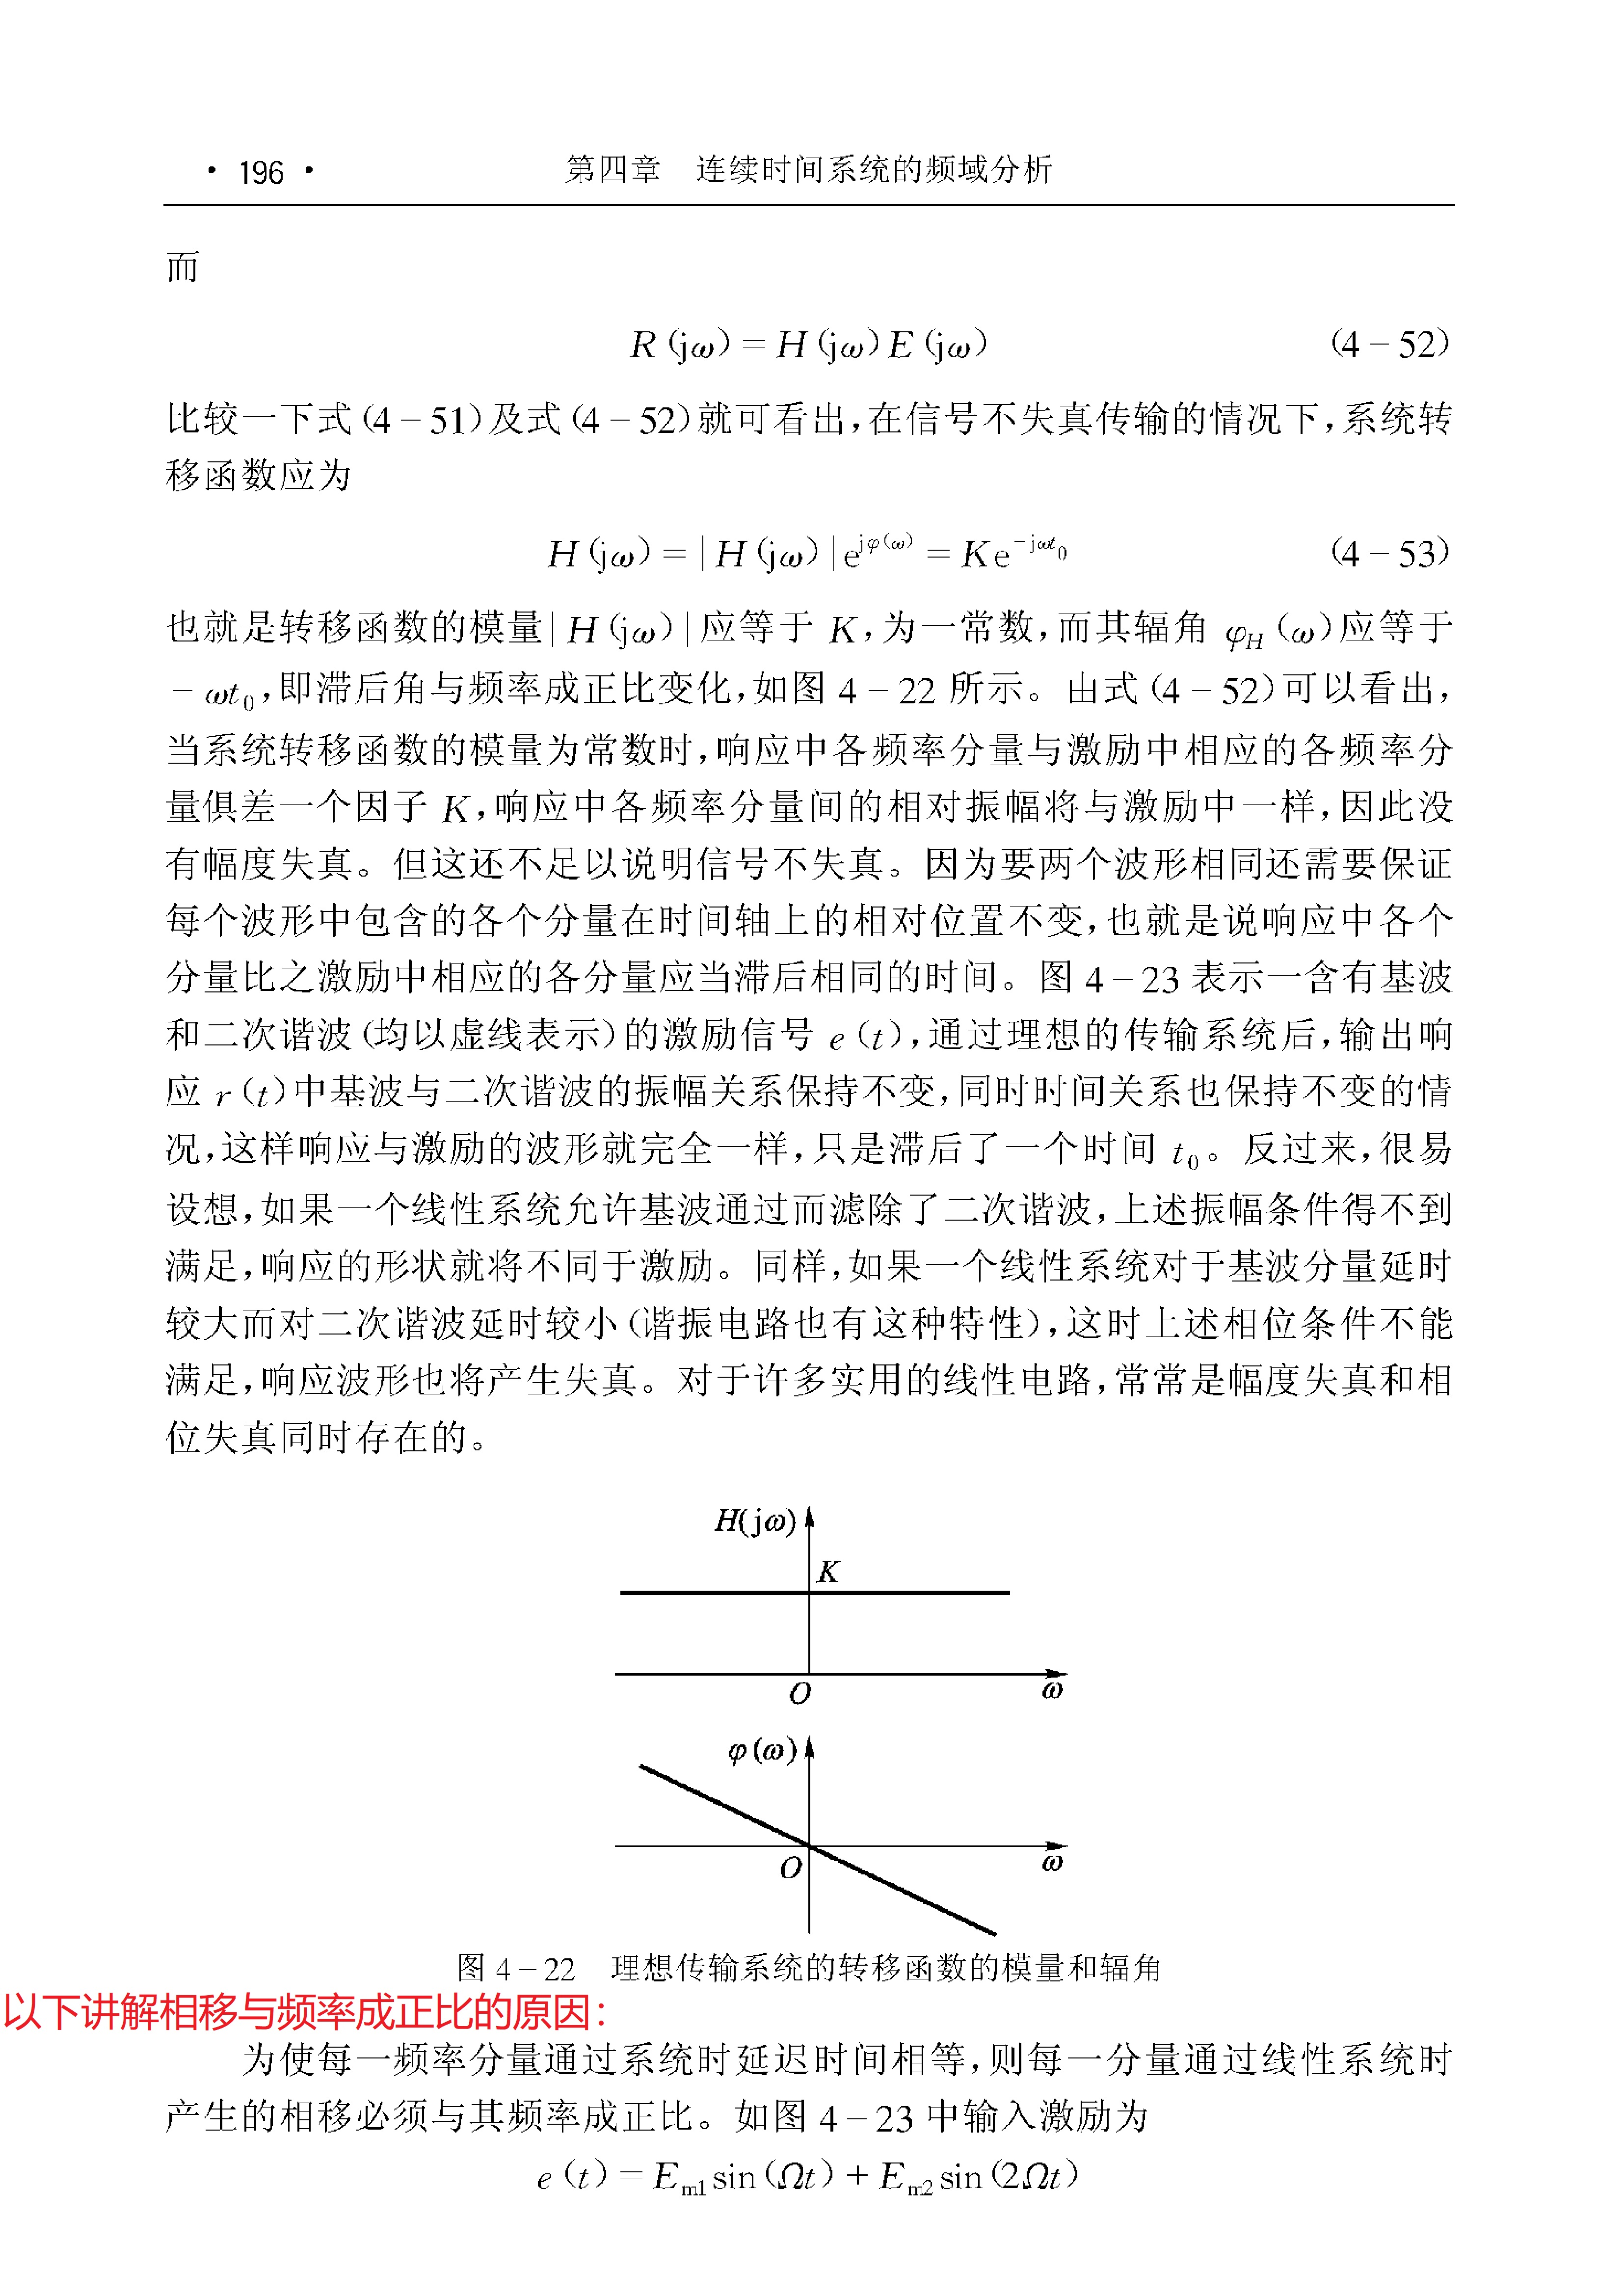 · 196 ·    第四章　连续时间系统的频域分析
而
R(jω) = H(jω)E(jω)    (4-52)
比较一下式(4-51)及式(4-52)就可看出,在信号不失真传输的情况下,系统转
移函数应为
H(jω) = |H(jω)|e^{jφ(ω)} = Ke^{-jωt₀}    (4-53)
也就是转移函数的模量|H(jω)|应等于 K,为一常数,而其辐角 φ_H(ω)应等于
-ωt₀,即滞后角与频率成正比变化,如图 4-22 所示。由式(4-52)可以看出,
当系统转移函数的模量为常数时,响应中各频率分量与激励中相应的各频率分
量俱差一个因子 K,响应中各频率分量间的相对振幅将与激励中一样,因此没
有幅度失真。但这还不足以说明信号不失真。因为要两个波形相同还需要保证
每个波形中包含的各个分量在时间轴上的相对位置不变,也就是说响应中各个
分量比之激励中相应的各分量应当滞后相同的时间。图 4-23 表示一含有基波
和二次谐波(均以虚线表示)的激励信号 e(t),通过理想的传输系统后,输出响
应 r(t)中基波与二次谐波的振幅关系保持不变,同时时间关系也保持不变的情
况,这样响应与激励的波形就完全一样,只是滞后了一个时间 t₀。反过来,很易
设想,如果一个线性系统允许基波通过而滤除了二次谐波,上述振幅条件得不到
满足,响应的形状就将不同于激励。同样,如果一个线性系统对于基波分量延时
较大而对二次谐波延时较小(谐振电路也有这种特性),这时上述相位条件不能
满足,响应波形也将产生失真。对于许多实用的线性电路,常常是幅度失真和相
位失真同时存在的。
H(jω)
K
O    ω
φ(ω)
O    ω
图 4-22　理想传输系统的转移函数的模量和辐角
以下讲解相移与频率成正比的原因：
为使每一频率分量通过系统时延迟时间相等,则每一分量通过线性系统时
产生的相移必须与其频率成正比。如图 4-23 中输入激励为
e(t) = E_{m1}sin(Ωt) + E_{m2}sin(2Ωt)